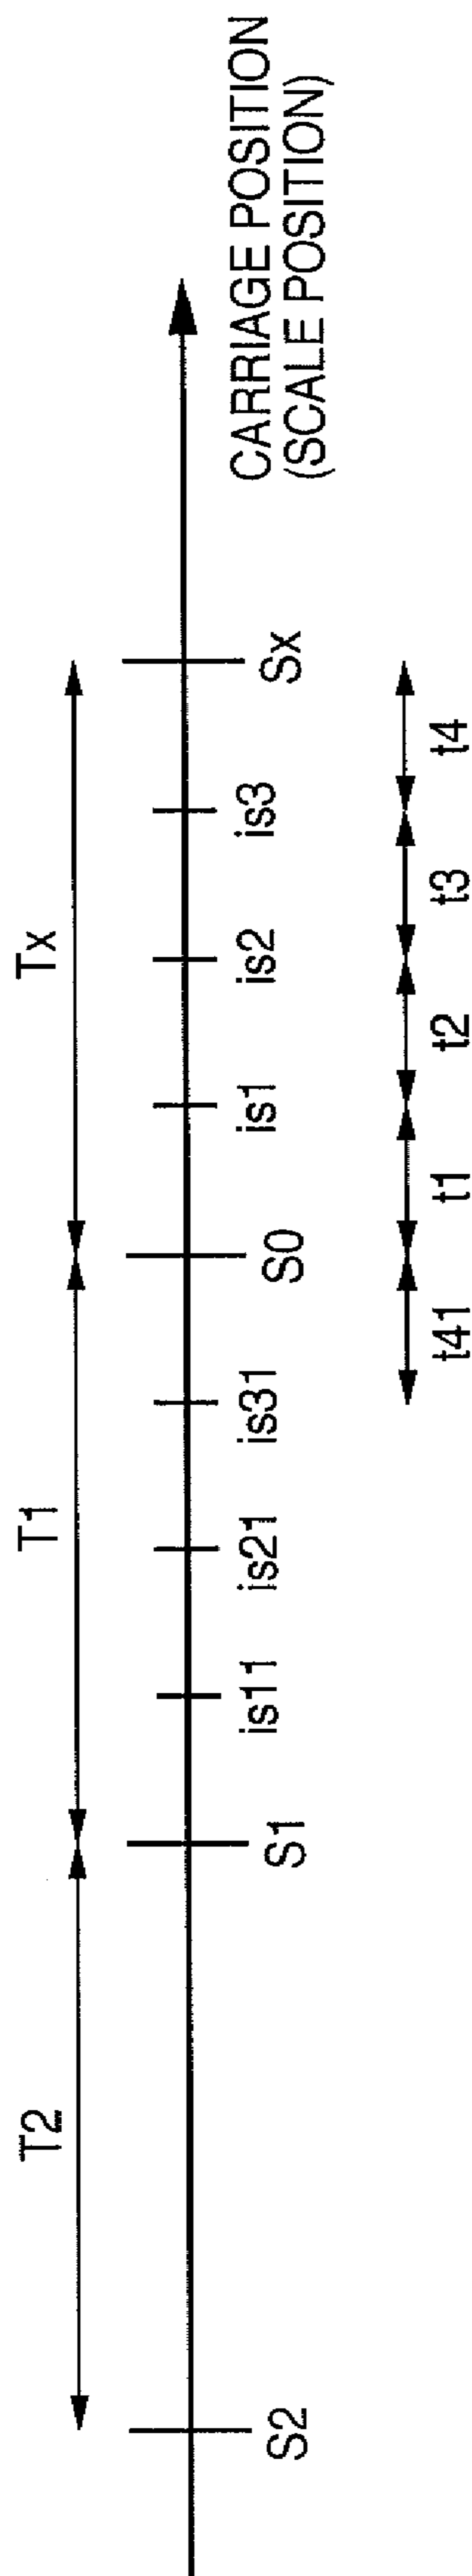 T2
T1
Tx
S2
S1
is11
is21
is31
S0
is1
is2
is3
Sx
CARRIAGE POSITION
(SCALE POSITION)
t41
t1
t2
t3
t4